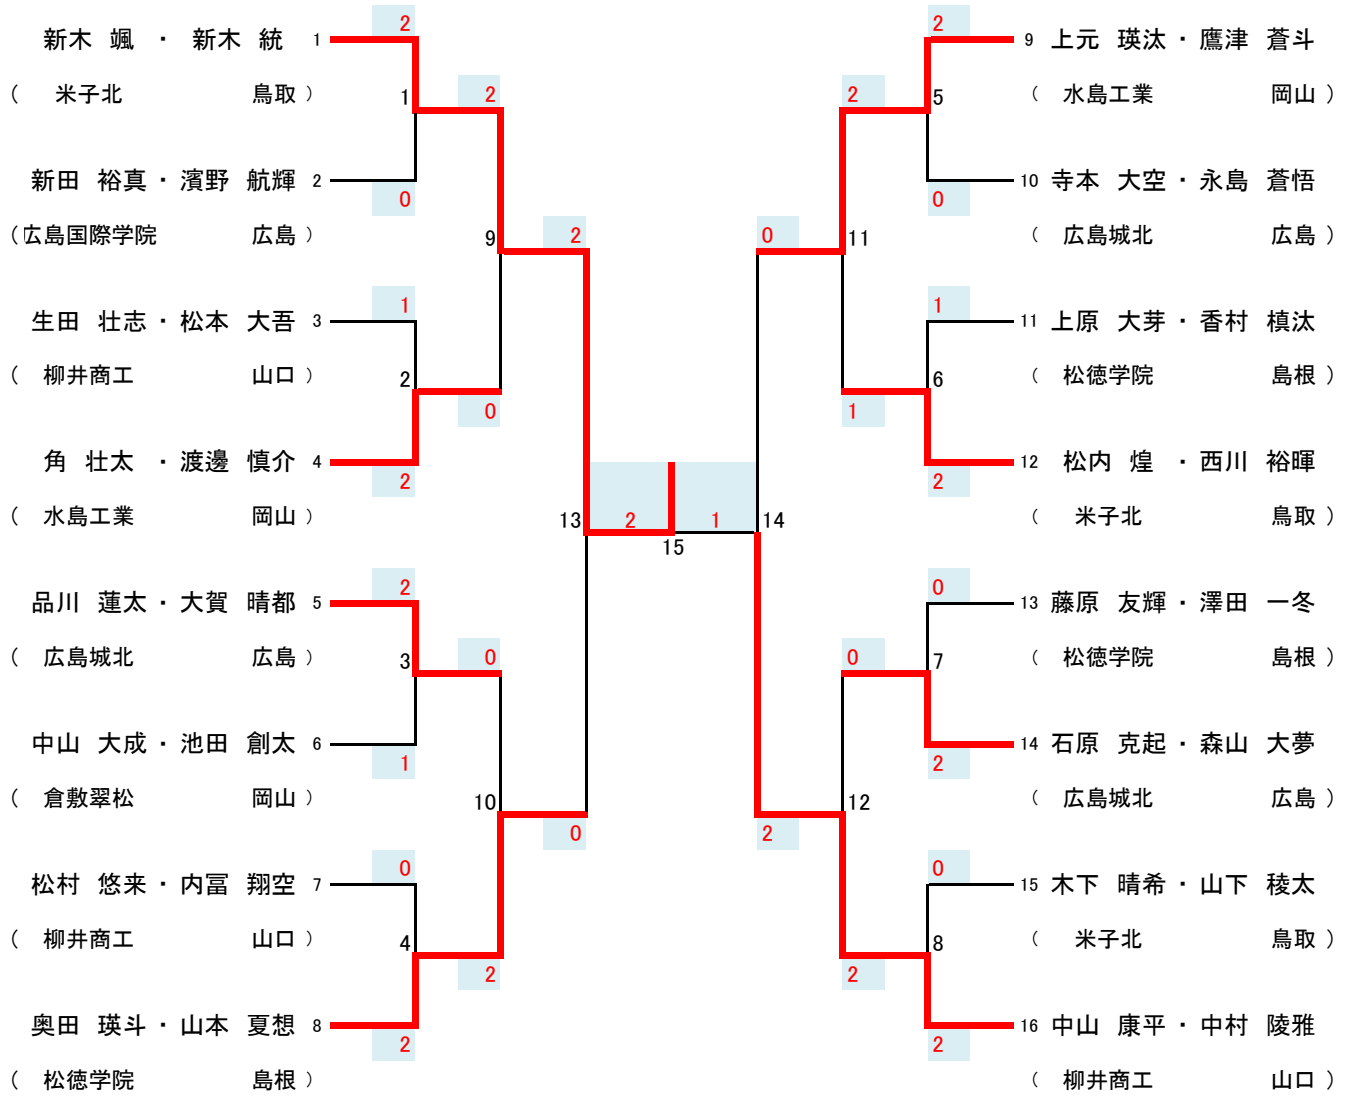 新木 颯 ・ 新木 統 1
2
( 米子北 鳥取 )
1
2
新田 裕真 ・ 濱野 航輝 2
0
( 広島国際学院 広島 )
9
2
生田 壮志 ・ 松本 大吾 3
1
( 柳井商工 山口 )
2
0
角 壮太 ・ 渡邊 慎介 4
2
( 水島工業 岡山 )
13
2
15
1
14
品川 蓮太 ・ 大賀 晴都 5
2
( 広島城北 広島 )
3
0
中山 大成 ・ 池田 創太 6
1
( 倉敷翠松 岡山 )
10
0
松村 悠来 ・ 内冨 翔空 7
0
( 柳井商工 山口 )
4
2
奥田 瑛斗 ・ 山本 夏想 8
2
( 松徳学院 島根 )
2
9 上元 瑛汰 ・ 鷹津 蒼斗
2
5
( 水島工業 岡山 )
10 寺本 大空 ・ 永島 蒼悟
0
0
11
( 広島城北 広島 )
1
11 上原 大芽 ・ 香村 槙汰
6
( 松徳学院 島根 )
1
12 松内 煌 ・ 西川 裕暉
2
( 米子北 鳥取 )
0
13 藤原 友輝 ・ 澤田 一冬
0
7
( 松徳学院 島根 )
14 石原 克起 ・ 森山 大夢
2
12
( 広島城北 広島 )
2
0
15 木下 晴希 ・ 山下 稜太
8
( 米子北 鳥取 )
2
16 中山 康平 ・ 中村 陵雅
2
( 柳井商工 山口 )